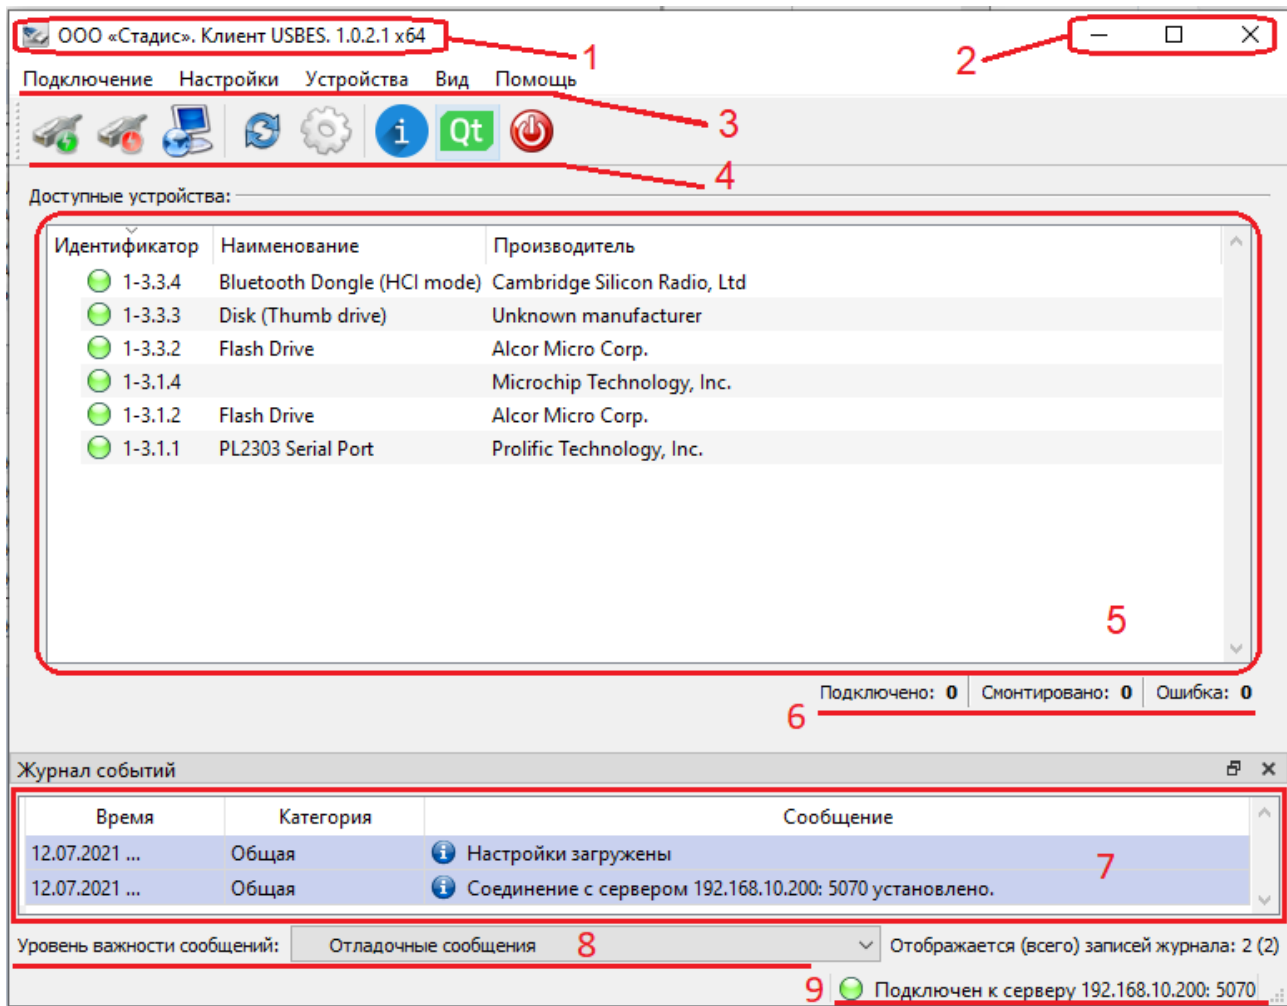 ООО «Стадис». Клиент USBES. 1.0.2.1 x64
1
2
Подключение Настройки Устройства Вид Помощь
3
i Qt
4
Доступные устройства:
Идентификатор Наименование Производитель
1-3.3.4 Bluetooth Dongle (HCI mode) Cambridge Silicon Radio, Ltd
1-3.3.3 Disk (Thumb drive) Unknown manufacturer
1-3.3.2 Flash Drive Alcor Micro Corp.
1-3.1.4 Microchip Technology, Inc.
1-3.1.2 Flash Drive Alcor Micro Corp.
1-3.1.1 PL2303 Serial Port Prolific Technology, Inc.
5
Подключено: 0 Смонтировано: 0 Ошибка: 0
6
Журнал событий
Время Категория Сообщение
12.07.2021 ... Общая Настройки загружены
12.07.2021 ... Общая Соединение с сервером 192.168.10.200: 5070 установлено.
7
Уровень важности сообщений: Отладочные сообщения 8 Отображается (всего) записей журнала: 2 (2)
9 Подключен к серверу 192.168.10.200: 5070